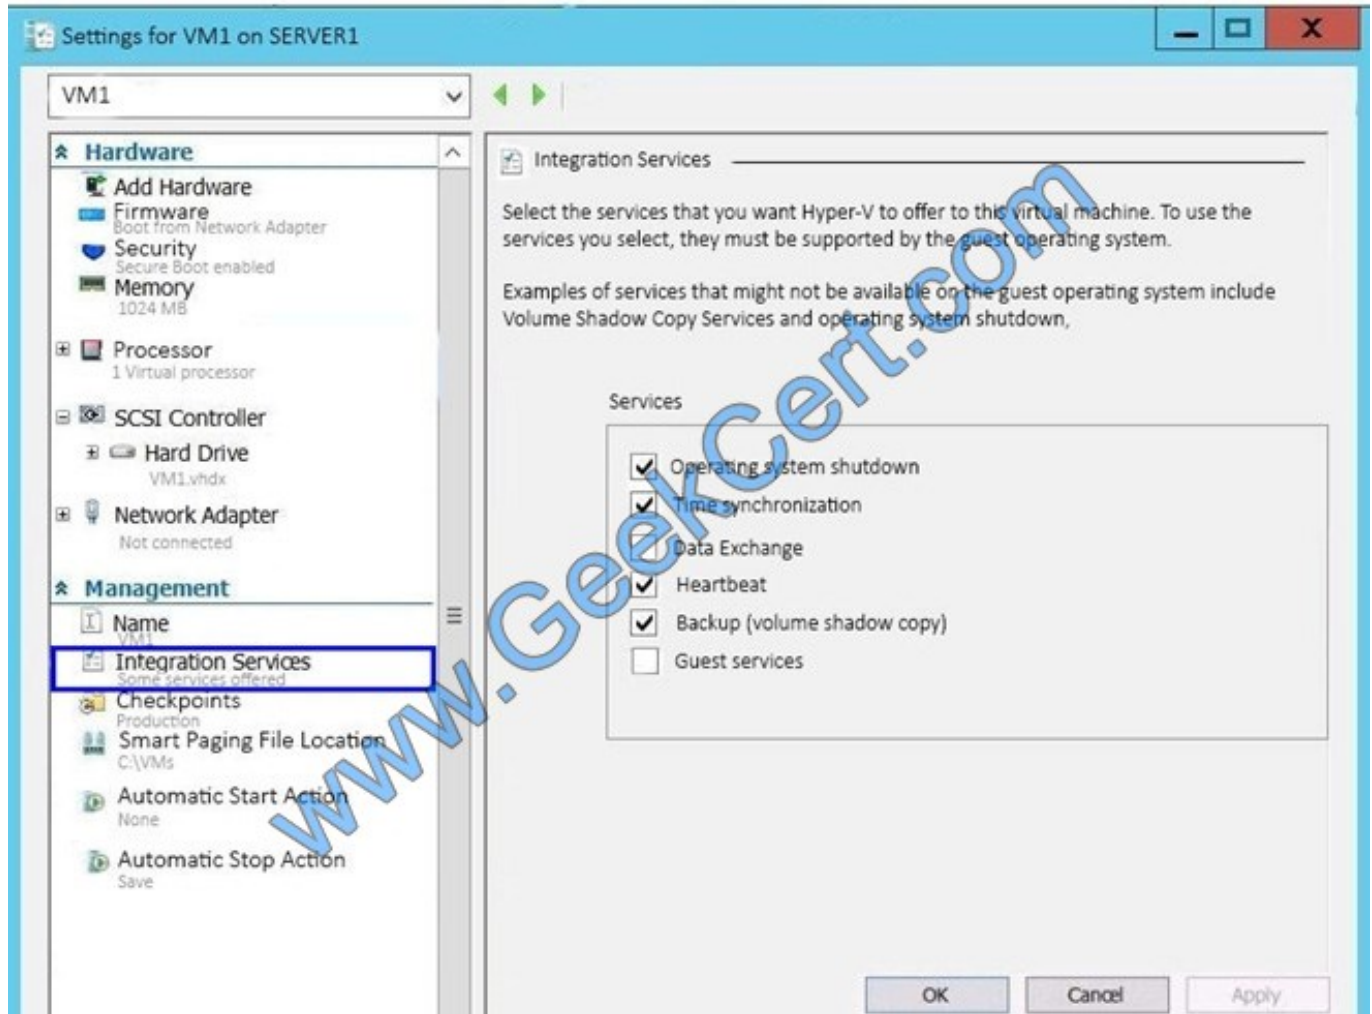 Settings for VM1 on SERVER1
X
VM1
Hardware
Add Hardware
Firmware
Boot from Network Adapter
Security
Secure Boot enabled
Memory
1024 MB
Processor
1 Virtual processor
SCSI Controller
Hard Drive
VM1.vhdx
Network Adapter
Not connected
Management
Name
VM1
Integration Services
Some services offered
Checkpoints
Production
Smart Paging File Location
C:\VMs
Automatic Start Action
None
Automatic Stop Action
Save
Integration Services
Select the services that you want Hyper-V to offer to this virtual machine. To use the
services you select, they must be supported by the guest operating system.
Examples of services that might not be available on the guest operating system include
Volume Shadow Copy Services and operating system shutdown,
Services
Operating system shutdown
Time synchronization
Data Exchange
Heartbeat
Backup (volume shadow copy)
Guest services
OK
Cancel
Apply
www.GeekCert.com